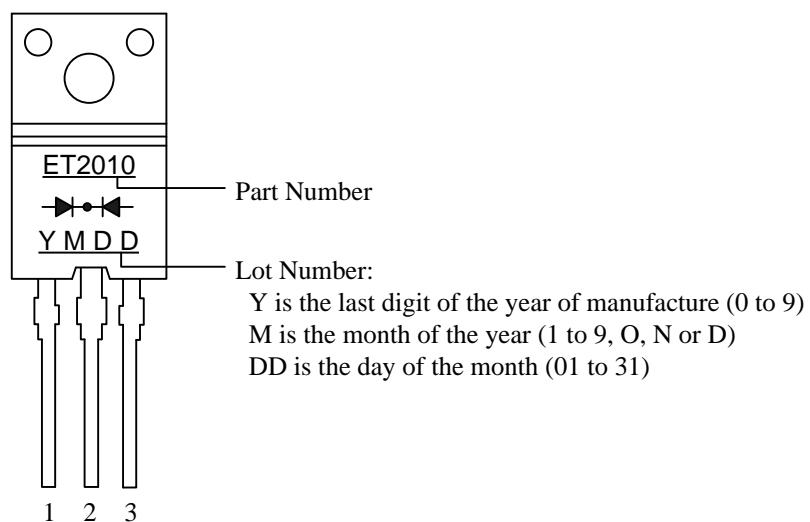 ET2010
Part Number
Y M D D
Lot Number:
Y is the last digit of the year of manufacture (0 to 9)
M is the month of the year (1 to 9, O, N or D)
DD is the day of the month (01 to 31)
1 2 3